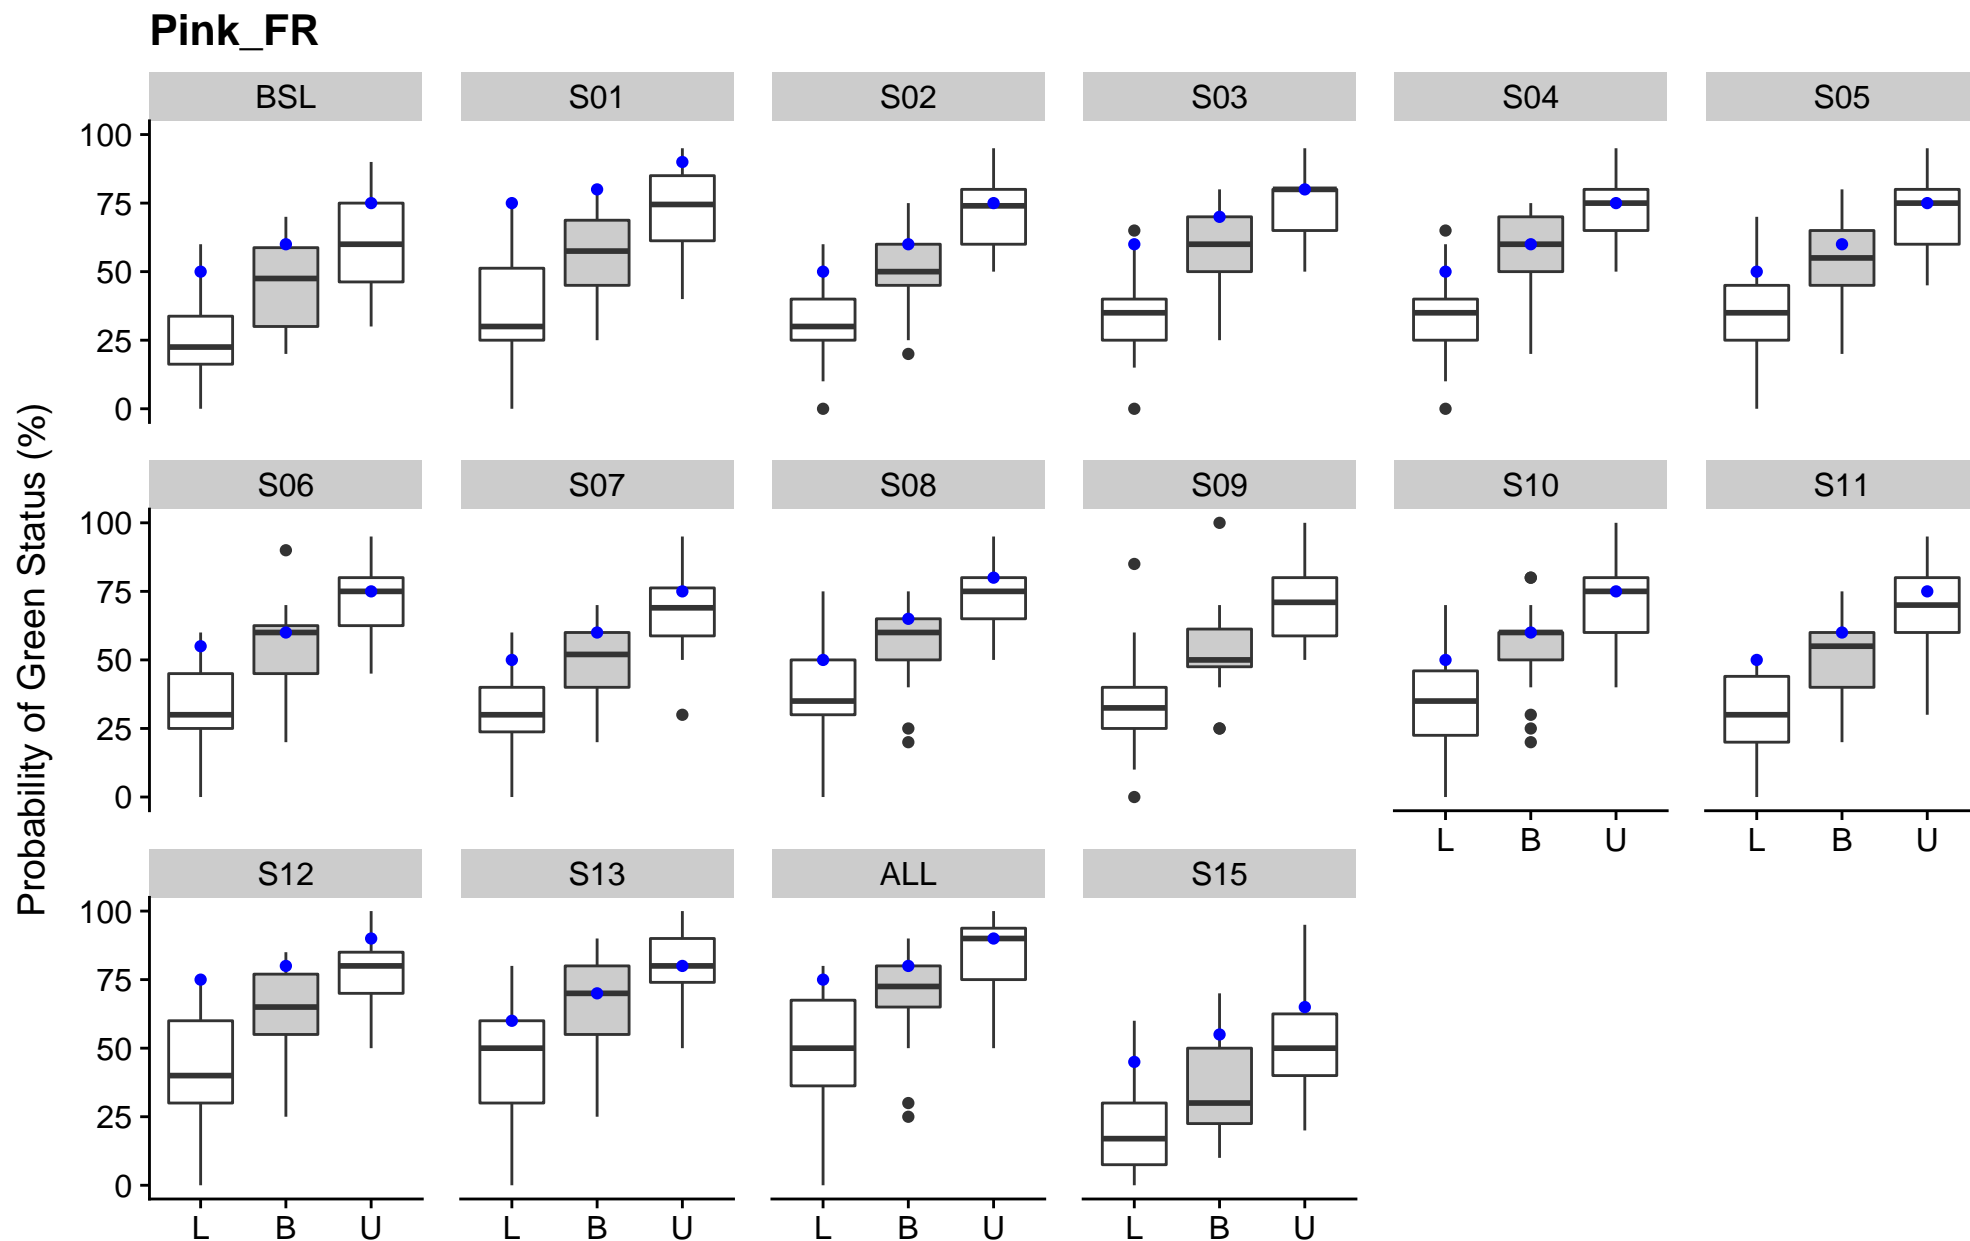 Pink_FR
BSL S01 S02 S03 S04 S05
100
75
50
25
0
Probability of Green Status (%)
S06 S07 S08 S09 S10 S11
100
75
50
25
0
L B U L B U
S12 S13 ALL S15
100
75
50
25
0
L B U L B U L B U L B U